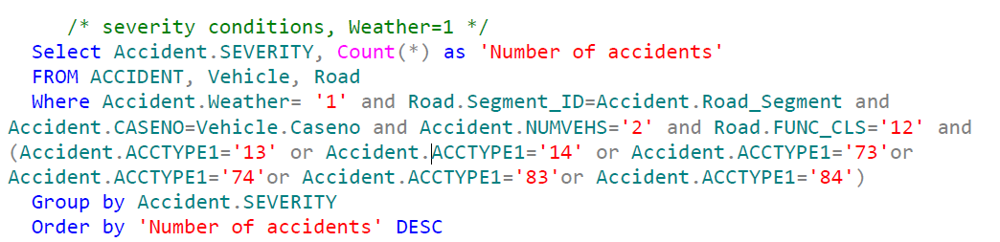 /* severity conditions, Weather=1 */
Select Accident.SEVERITY, Count(*) as 'Number of accidents'
FROM ACCIDENT, Vehicle, Road
Where Accident.Weather= '1' and Road.Segment_ID=Accident.Road_Segment and
Accident.CASENO=Vehicle.Caseno and Accident.NUMVEHS='2' and Road.FUNC_CLS='12' and
(Accident.ACCTYPE1='13' or Accident.ACCTYPE1='14' or Accident.ACCTYPE1='73'or
Accident.ACCTYPE1='74'or Accident.ACCTYPE1='83'or Accident.ACCTYPE1='84')
Group by Accident.SEVERITY
Order by 'Number of accidents' DESC